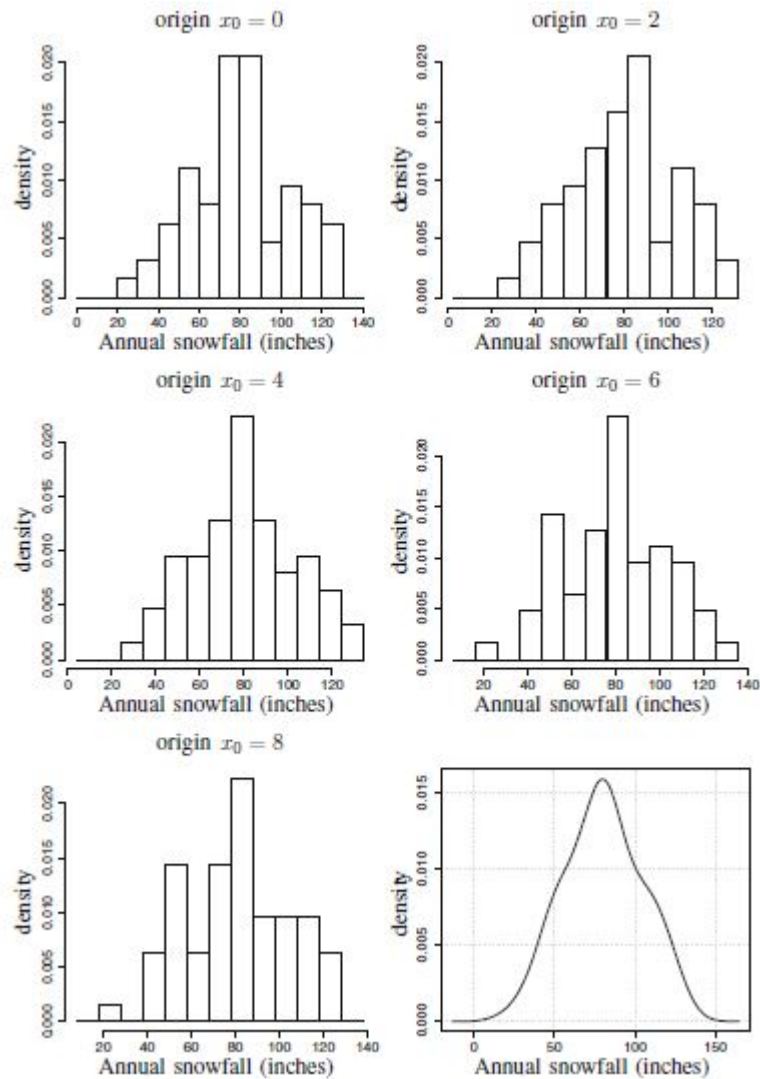 origin x₀ = 0
0.000 0.005 0.010 0.015 0.020
density
0 20 40 60 80 100 120 140
Annual snowfall (inches)
origin x₀ = 2
0.000 0.005 0.010 0.015 0.020
density
0 20 40 60 80 100 120
Annual snowfall (inches)
origin x₀ = 4
0.000 0.005 0.010 0.015 0.020
density
0 20 40 60 80 100 120
Annual snowfall (inches)
origin x₀ = 6
0.000 0.005 0.010 0.015 0.020
density
20 40 60 80 100 120 140
Annual snowfall (inches)
origin x₀ = 8
0.000 0.005 0.010 0.015 0.020
density
20 40 60 80 100 120 140
Annual snowfall (inches)
0.000 0.005 0.010 0.015
density
0 50 100 150
Annual snowfall (inches)